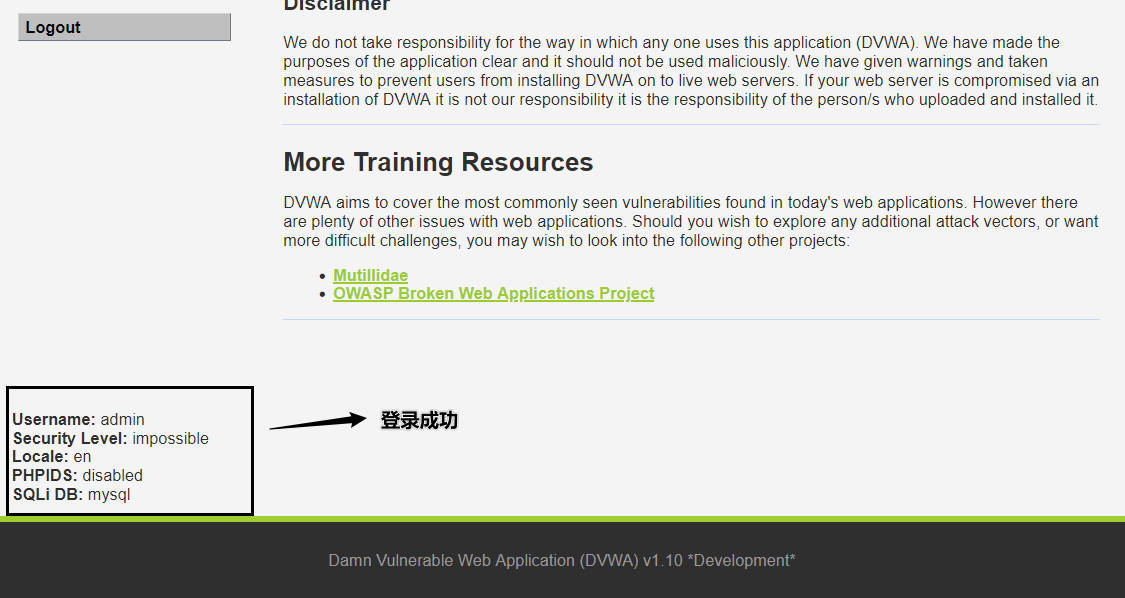 Disclaimer
Logout
We do not take responsibility for the way in which any one uses this application (DVWA). We have made the
purposes of the application clear and it should not be used maliciously. We have given warnings and taken
measures to prevent users from installing DVWA on to live web servers. If your web server is compromised via an
installation of DVWA it is not our responsibility it is the responsibility of the person/s who uploaded and installed it.
More Training Resources
DVWA aims to cover the most commonly seen vulnerabilities found in today's web applications. However there
are plenty of other issues with web applications. Should you wish to explore any additional attack vectors, or want
more difficult challenges, you may wish to look into the following other projects:
• Mutillidae
• OWASP Broken Web Applications Project
Username: admin
Security Level: impossible
Locale: en
PHPIDS: disabled
SQLi DB: mysql
登录成功
Damn Vulnerable Web Application (DVWA) v1.10 *Development*